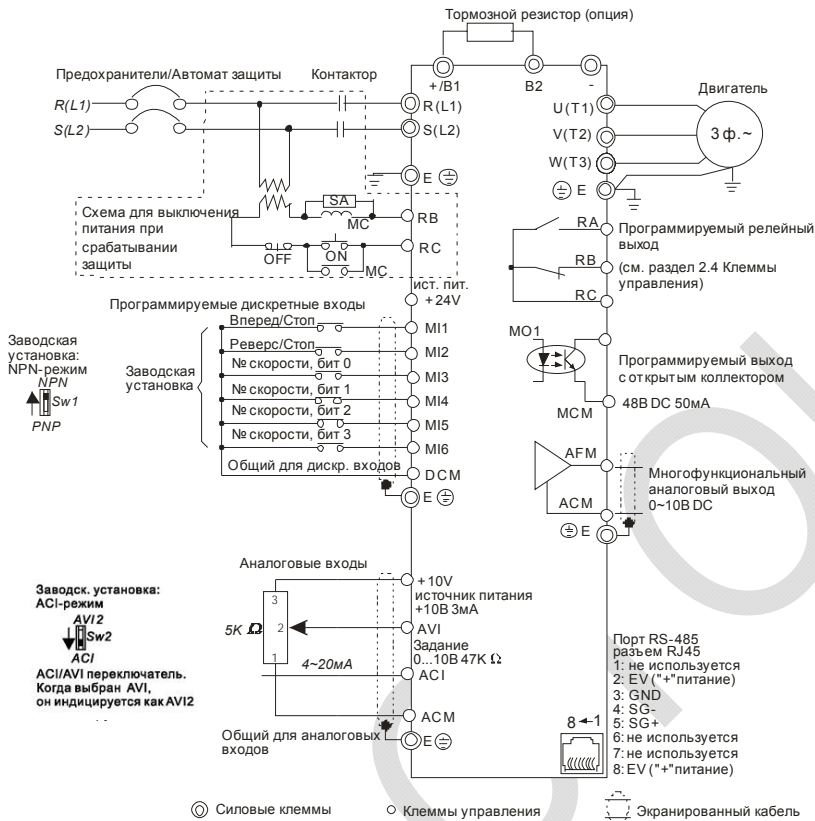 Тормозной резистор (опция)
+/B1
B2
-
Предохранители/Автомат защиты
Контактор
Двигатель
R(L1)
R(L1)
S(L2)
S(L2)
E
U(T1)
V(T2)
W(T3)
E
3 ф.~
Схема для выключения
питания при
срабатывании
защиты
SA
MC
RB
OFF
ON
MC
RC
RA
RB
RC
Программируемый релейный
выход
(см. раздел 2.4 Клеммы
управления)
ист. пит.
+24V
Программируемые дискретные входы
Вперед/Стоп
MI1
Реверс/Стоп
MI2
№ скорости, бит 0
MI3
№ скорости, бит 1
MI4
№ скорости, бит 2
MI5
№ скорости, бит 3
MI6
Общий для дискр. входов
DCM
E
Заводская
установка
Заводская
установка:
NPN-режим
NPN
Sw1
PNP
MO1
MCM
Программируемый выход
с открытым коллектором
48В DC 50мА
AFM
ACM
E
Многофункциональный
аналоговый выход
0~10В DC
Аналоговые входы
+10V
источник питания
+10В 3мА
3
2
1
5K Ω
AVI
Задание
0...10В 47K Ω
4~20мА
ACI
ACM
Общий для аналоговых
входов
E
Заводск. установка:
ACI-режим
AVI2
Sw2
ACI
ACI/AVI переключатель.
Когда выбран AVI,
он индицируется как AVI2
Порт RS-485
разъем RJ45
1: не используется
2: EV ("+"питание)
3: GND
4: SG-
5: SG+
6: не используется
7: не используется
8: EV ("+"питание)
8
1
Силовые клеммы
Клеммы управления
Экранированный кабель